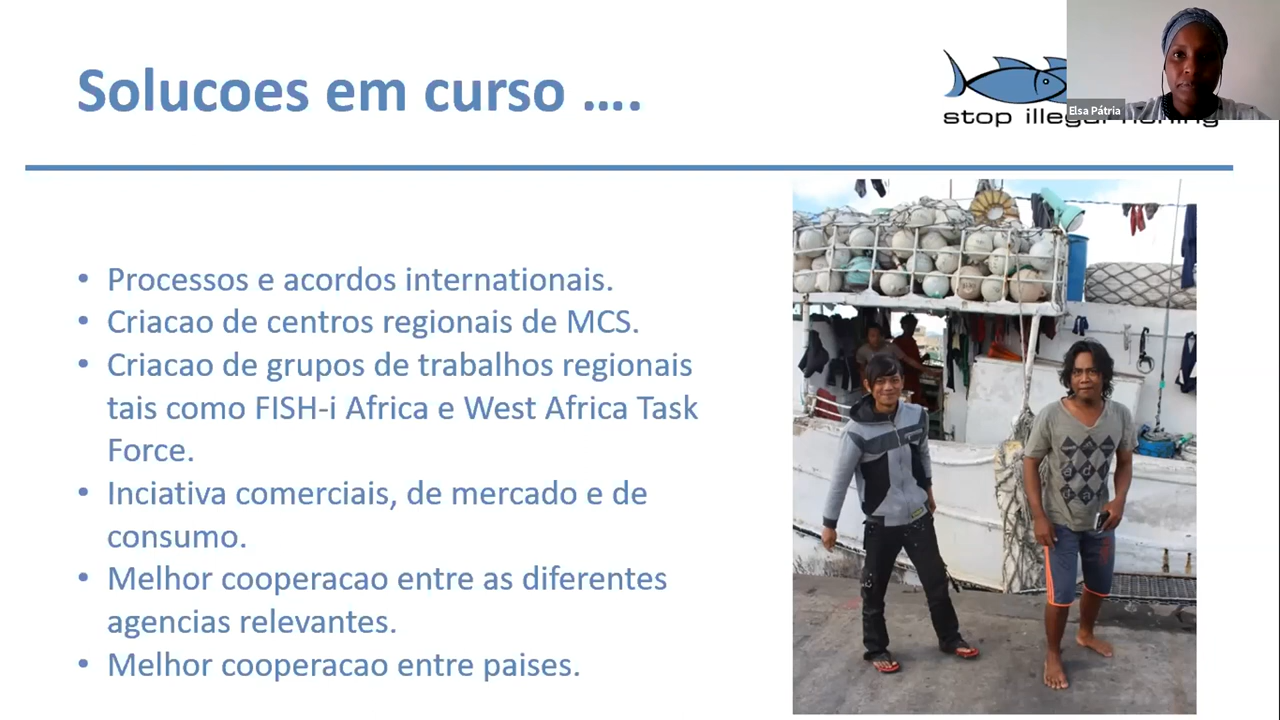 Solucoes em curso ....
stop illegal fishing
Elsa Pátria
• Processos e acordos internationais.
• Criacao de centros regionais de MCS.
• Criacao de grupos de trabalhos regionais
tais como FISH-i Africa e West Africa Task
Force.
• Inciativa comerciais, de mercado e de
consumo.
• Melhor cooperacao entre as diferentes
agencias relevantes.
• Melhor cooperacao entre paises.